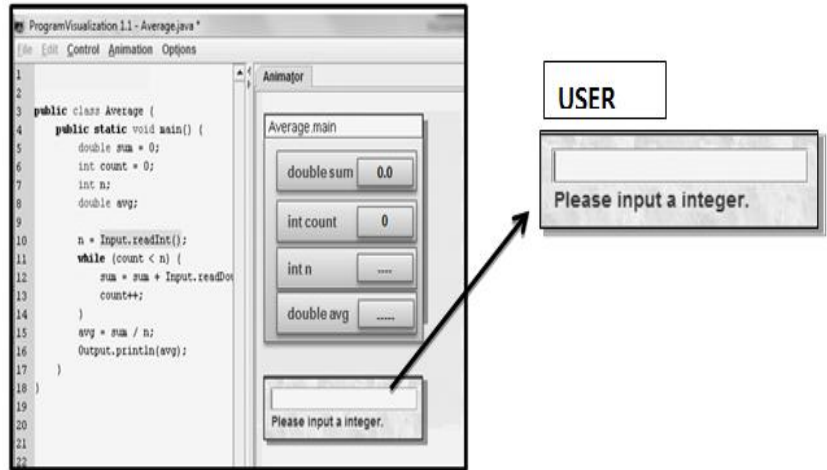 ProgramVisualization 1.1 - Average.java *
File Edit Control Animation Options
1
2
3 public class Average {
4 public static void main() {
5 double sum = 0;
6 int count = 0;
7 int n;
8 double avg;
9
10 n = Input.readInt();
11 while (count < n) {
12 sum = sum + Input.readDou
13 count++;
14 }
15 avg = sum / n;
16 Output.println(avg);
17 }
18 }
19
20
21
22
Animator
Average.main
double sum 0.0
int count 0
int n ....
double avg .....
Please input a integer.
USER
Please input a integer.